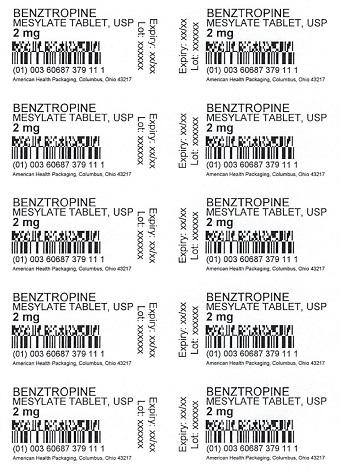 BENZTROPINE
MESYLATE TABLET, USP
2 mg
(01) 003 60687 379 11 1
American Health Packaging, Columbus, Ohio 43217
Expiry: xx/xx
Lot: xxxxxx
Expiry: xx/xx
Lot: xxxxxx
BENZTROPINE
MESYLATE TABLET, USP
2 mg
(01) 003 60687 379 11 1
American Health Packaging, Columbus, Ohio 43217
BENZTROPINE
MESYLATE TABLET, USP
2 mg
(01) 003 60687 379 11 1
American Health Packaging, Columbus, Ohio 43217
Expiry: xx/xx
Lot: xxxxxx
Expiry: xx/xx
Lot: xxxxxx
BENZTROPINE
MESYLATE TABLET, USP
2 mg
(01) 003 60687 379 11 1
American Health Packaging, Columbus, Ohio 43217
BENZTROPINE
MESYLATE TABLET, USP
2 mg
(01) 003 60687 379 11 1
American Health Packaging, Columbus, Ohio 43217
Expiry: xx/xx
Lot: xxxxxx
Expiry: xx/xx
Lot: xxxxxx
BENZTROPINE
MESYLATE TABLET, USP
2 mg
(01) 003 60687 379 11 1
American Health Packaging, Columbus, Ohio 43217
BENZTROPINE
MESYLATE TABLET, USP
2 mg
(01) 003 60687 379 11 1
American Health Packaging, Columbus, Ohio 43217
Expiry: xx/xx
Lot: xxxxxx
Expiry: xx/xx
Lot: xxxxxx
BENZTROPINE
MESYLATE TABLET, USP
2 mg
(01) 003 60687 379 11 1
American Health Packaging, Columbus, Ohio 43217
BENZTROPINE
MESYLATE TABLET, USP
2 mg
(01) 003 60687 379 11 1
American Health Packaging, Columbus, Ohio 43217
Expiry: xx/xx
Lot: xxxxxx
Expiry: xx/xx
Lot: xxxxxx
BENZTROPINE
MESYLATE TABLET, USP
2 mg
(01) 003 60687 379 11 1
American Health Packaging, Columbus, Ohio 43217